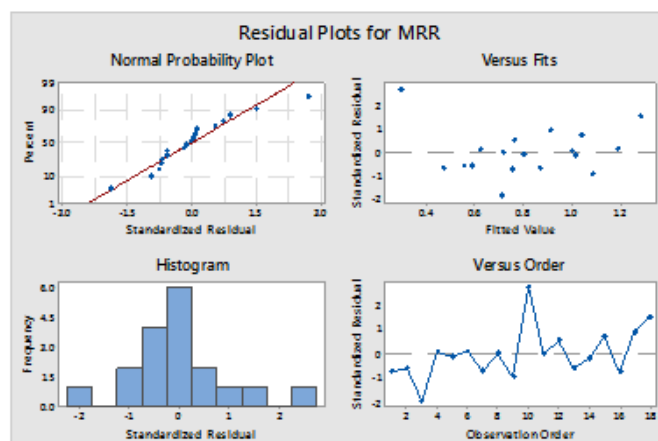 Residual Plots for MRR
Normal Probability Plot
Versus Fits
99
90
50
10
1
Percent
-3.0 -1.5 0.0 1.5 3.0
Standardized Residual
2
1
0
-1
-2
Standardized Residual
0.4 0.6 0.8 1.0 1.2
Fitted Value
Histogram
Versus Order
6.0
4.5
3.0
1.5
0.0
Frequency
-2 -1 0 1 2
Standardized Residual
2
1
0
-1
-2
Standardized Residual
2 4 6 8 10 12 14 16 18
Observation Order